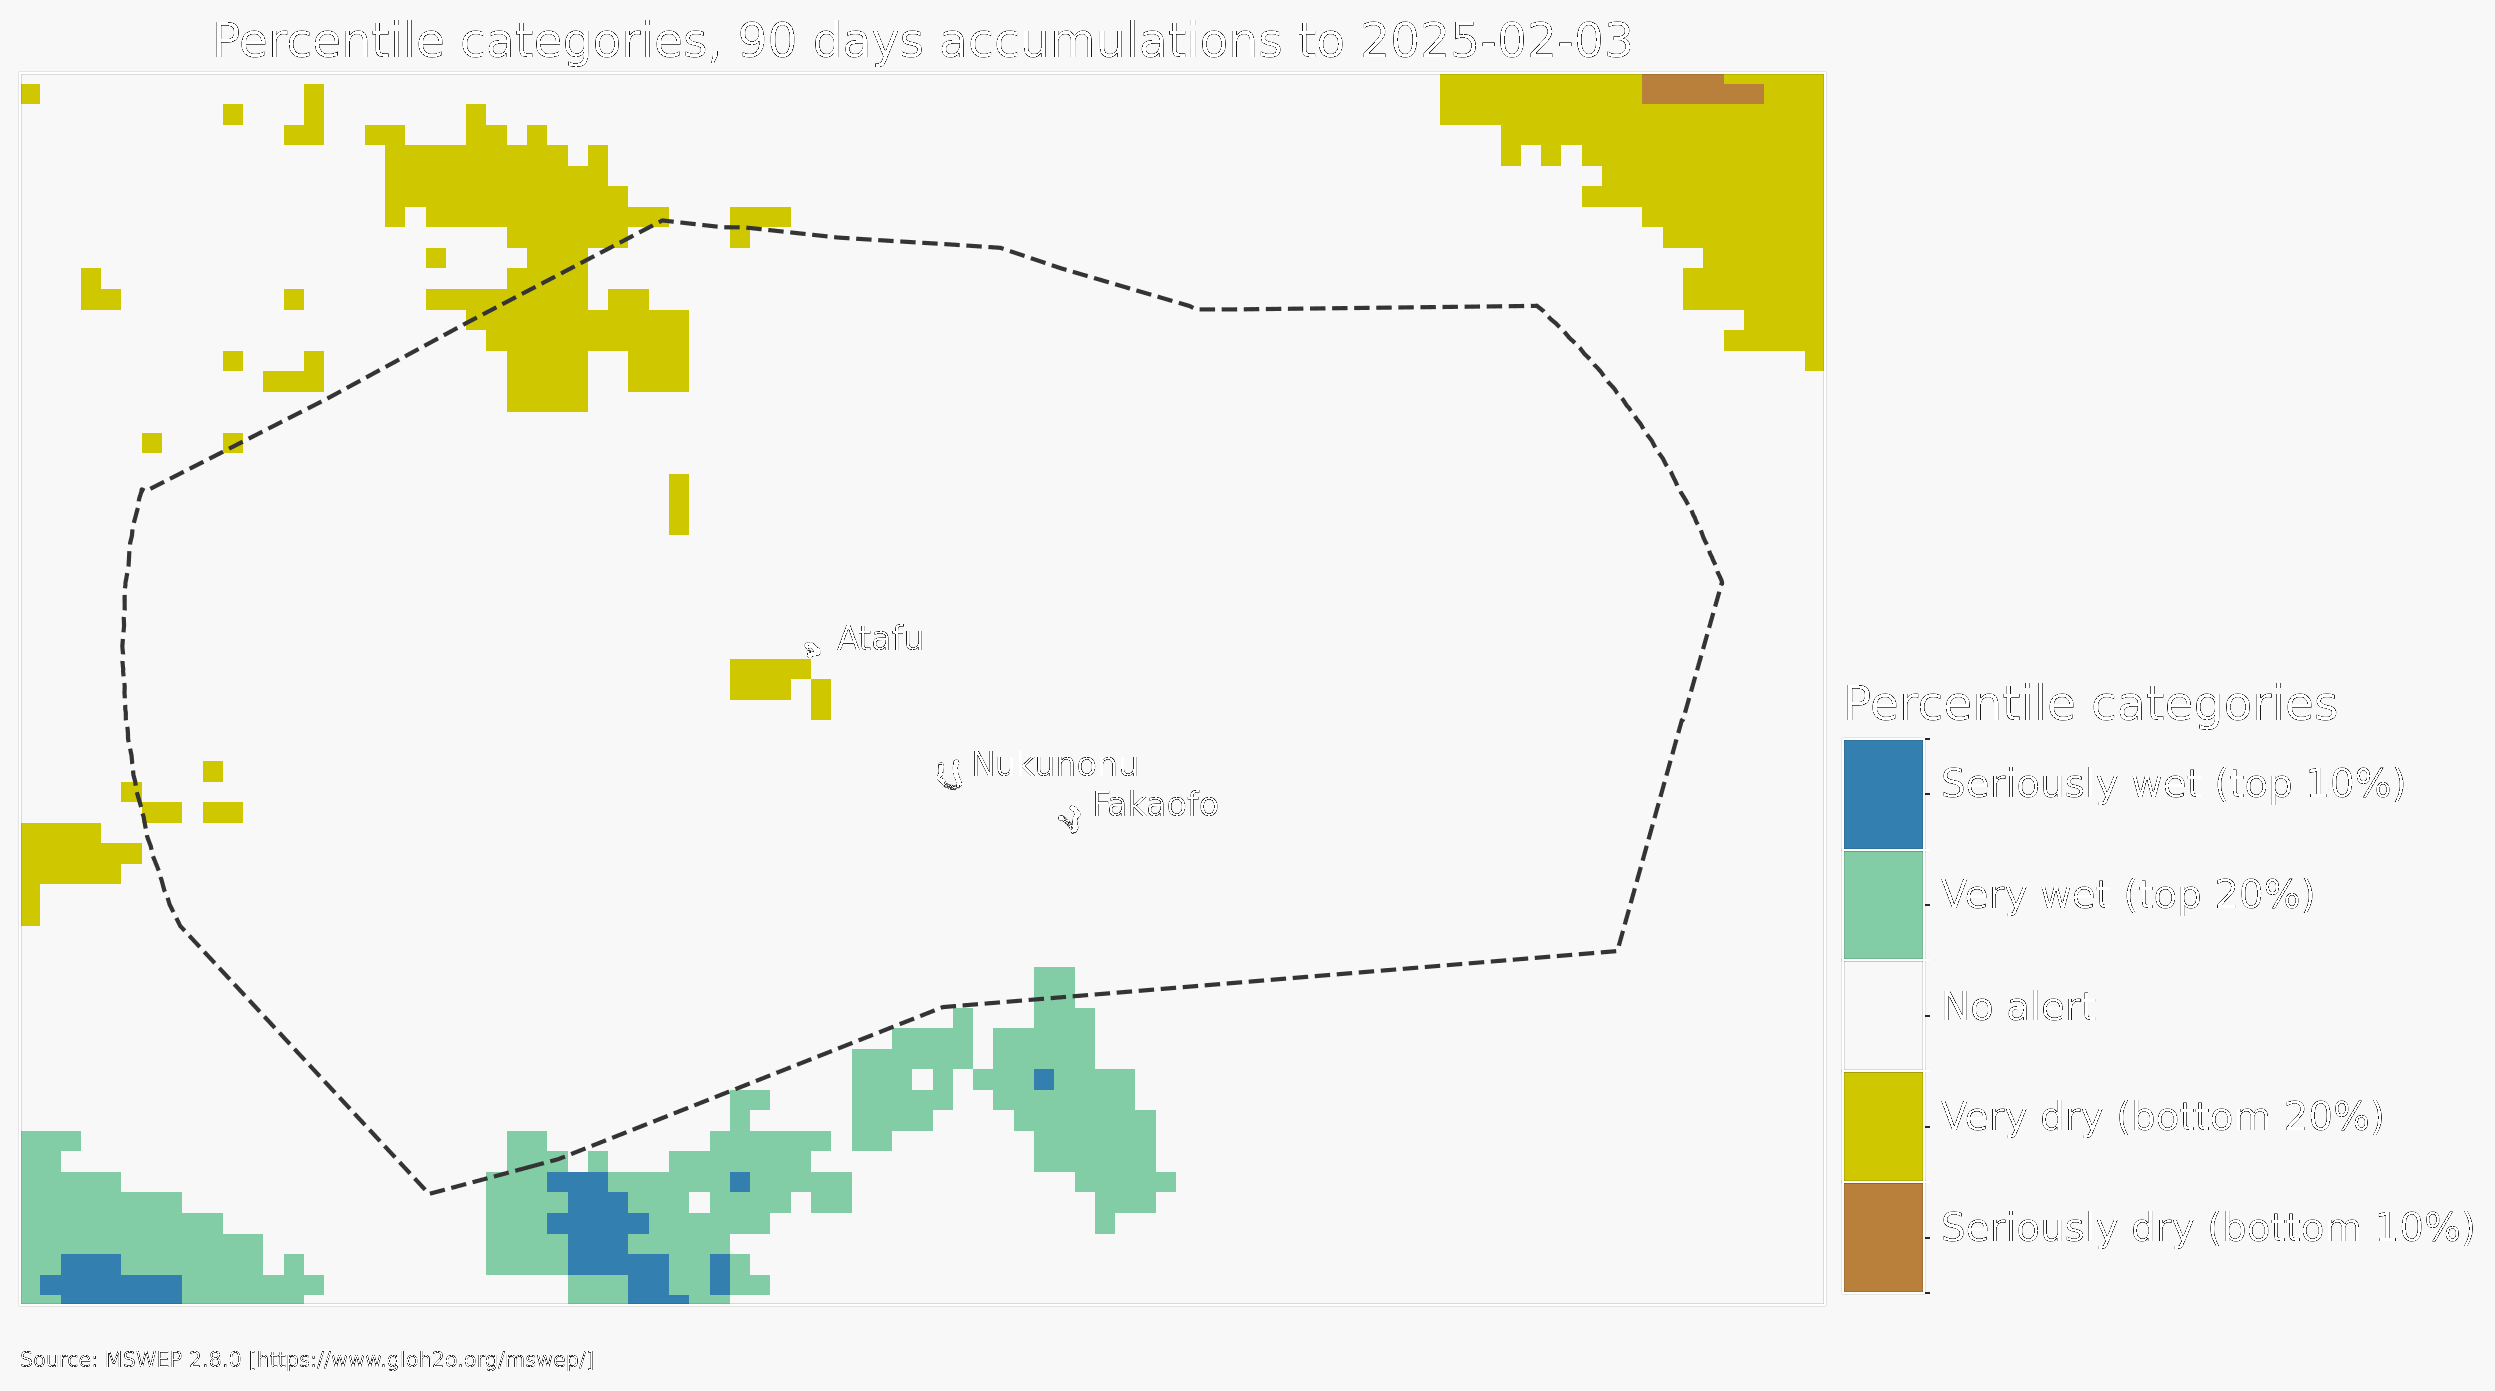 Percentile categories, 90 days accumulations to 2025-02-03
Atafu
Nukunonu
Fakaofo
Percentile categories
Seriously wet (top 10%)
Very wet (top 20%)
No alert
Very dry (bottom 20%)
Seriously dry (bottom 10%)
Source: MSWEP 2.8.0 [https://www.gloh2o.org/mswep/]